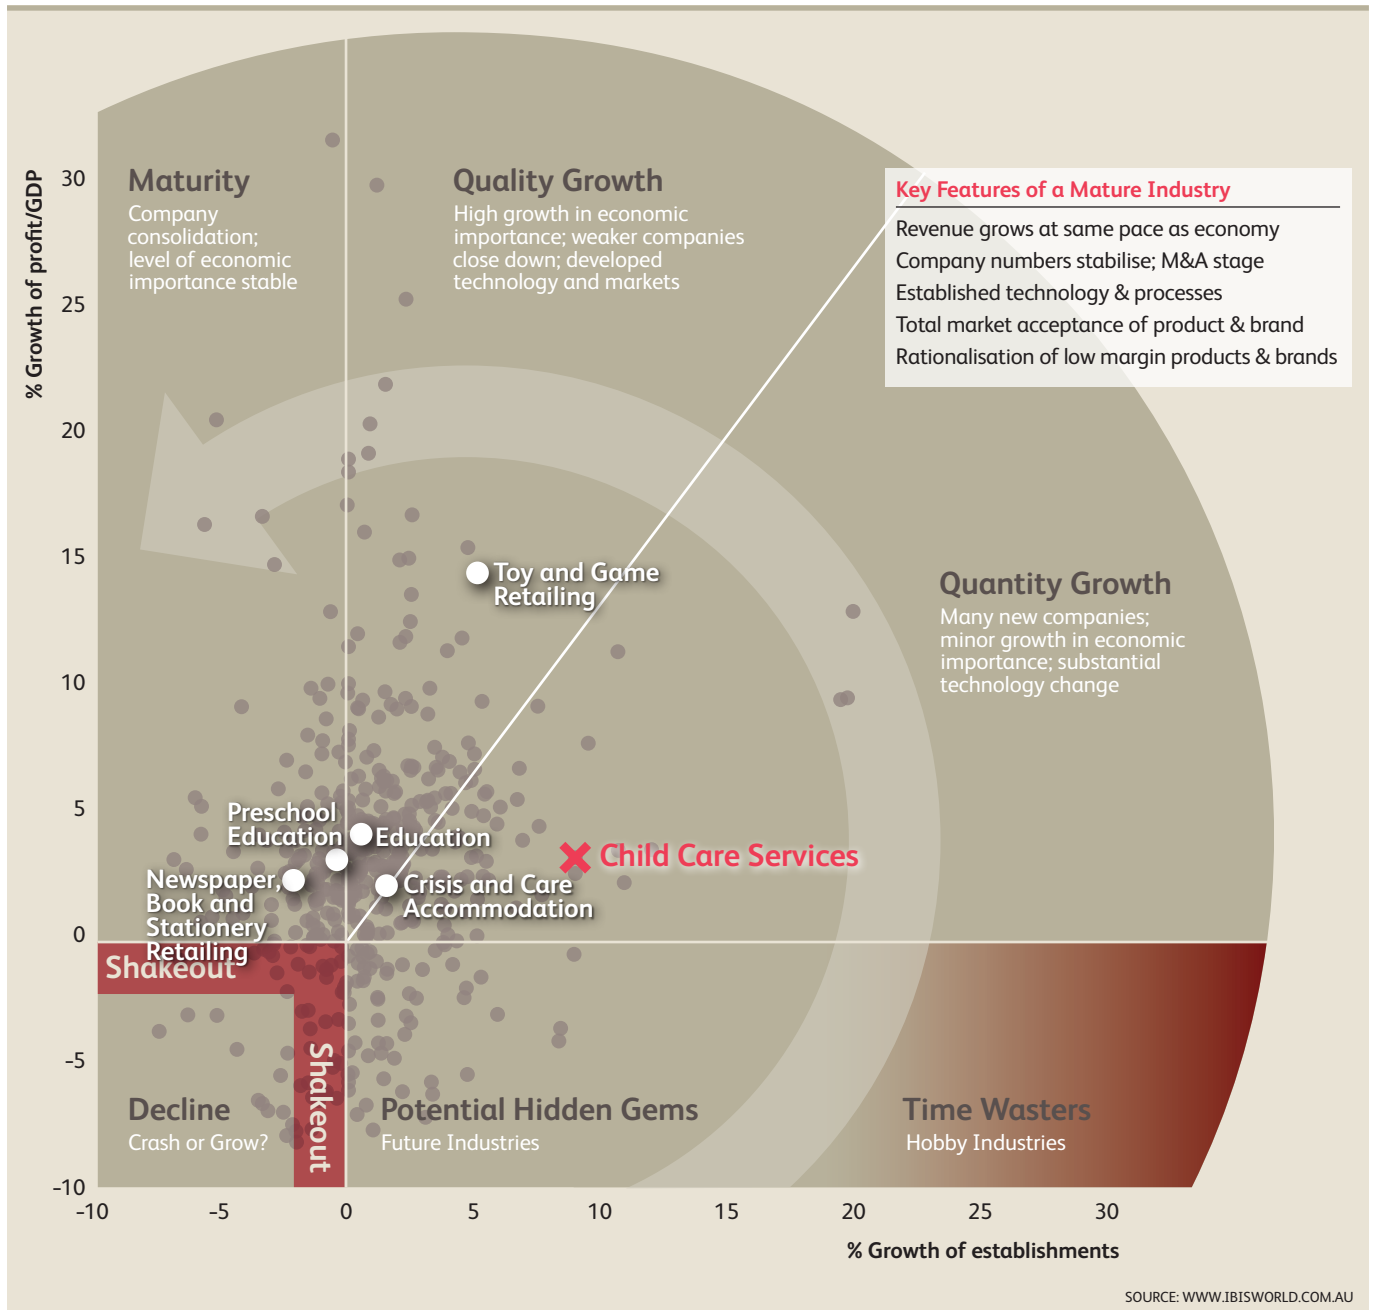 % Growth of profit/GDP
30
25
20
15
10
5
0
-5
-10
Maturity
Company
consolidation;
level of economic
importance stable
Quality Growth
High growth in economic
importance; weaker companies
close down; developed
technology and markets
Key Features of a Mature Industry
Revenue grows at same pace as economy
Company numbers stabilise; M&A stage
Established technology & processes
Total market acceptance of product & brand
Rationalisation of low margin products & brands
Toy and Game
Retailing
Quantity Growth
Many new companies;
minor growth in economic
importance; substantial
technology change
Preschool
Education
Education
Child Care Services
Newspaper,
Book and
Stationery
Retailing
Crisis and Care
Accommodation
Shakeout
Shakeout
Decline
Crash or Grow?
Potential Hidden Gems
Future Industries
Time Wasters
Hobby Industries
-10
-5
0
5
10
15
20
25
30
% Growth of establishments
SOURCE: WWW.IBISWORLD.COM.AU